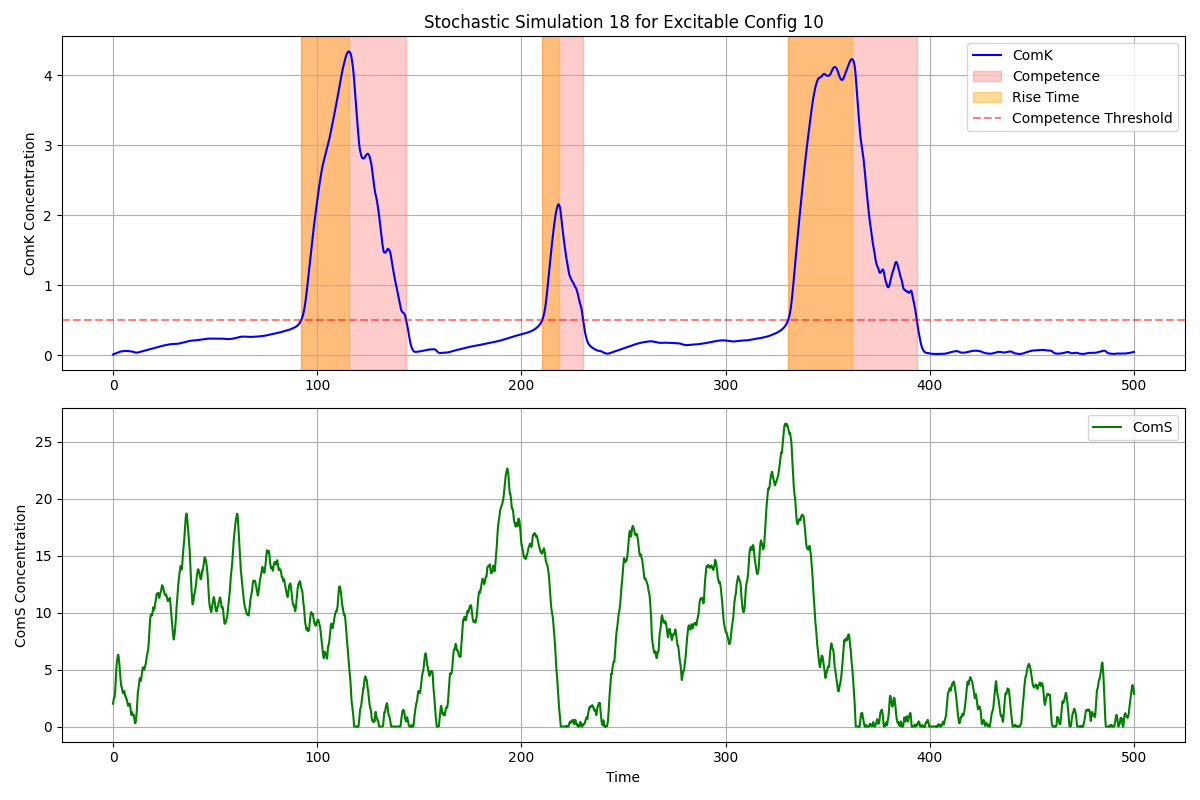 Stochastic Simulation 18 for Excitable Config 10
ComK Concentration
4
3
2
1
0
ComK
Competence
Rise Time
Competence Threshold
0 100 200 300 400 500
ComS Concentration
25
20
15
10
5
0
ComS
0 100 200 300 400 500
Time